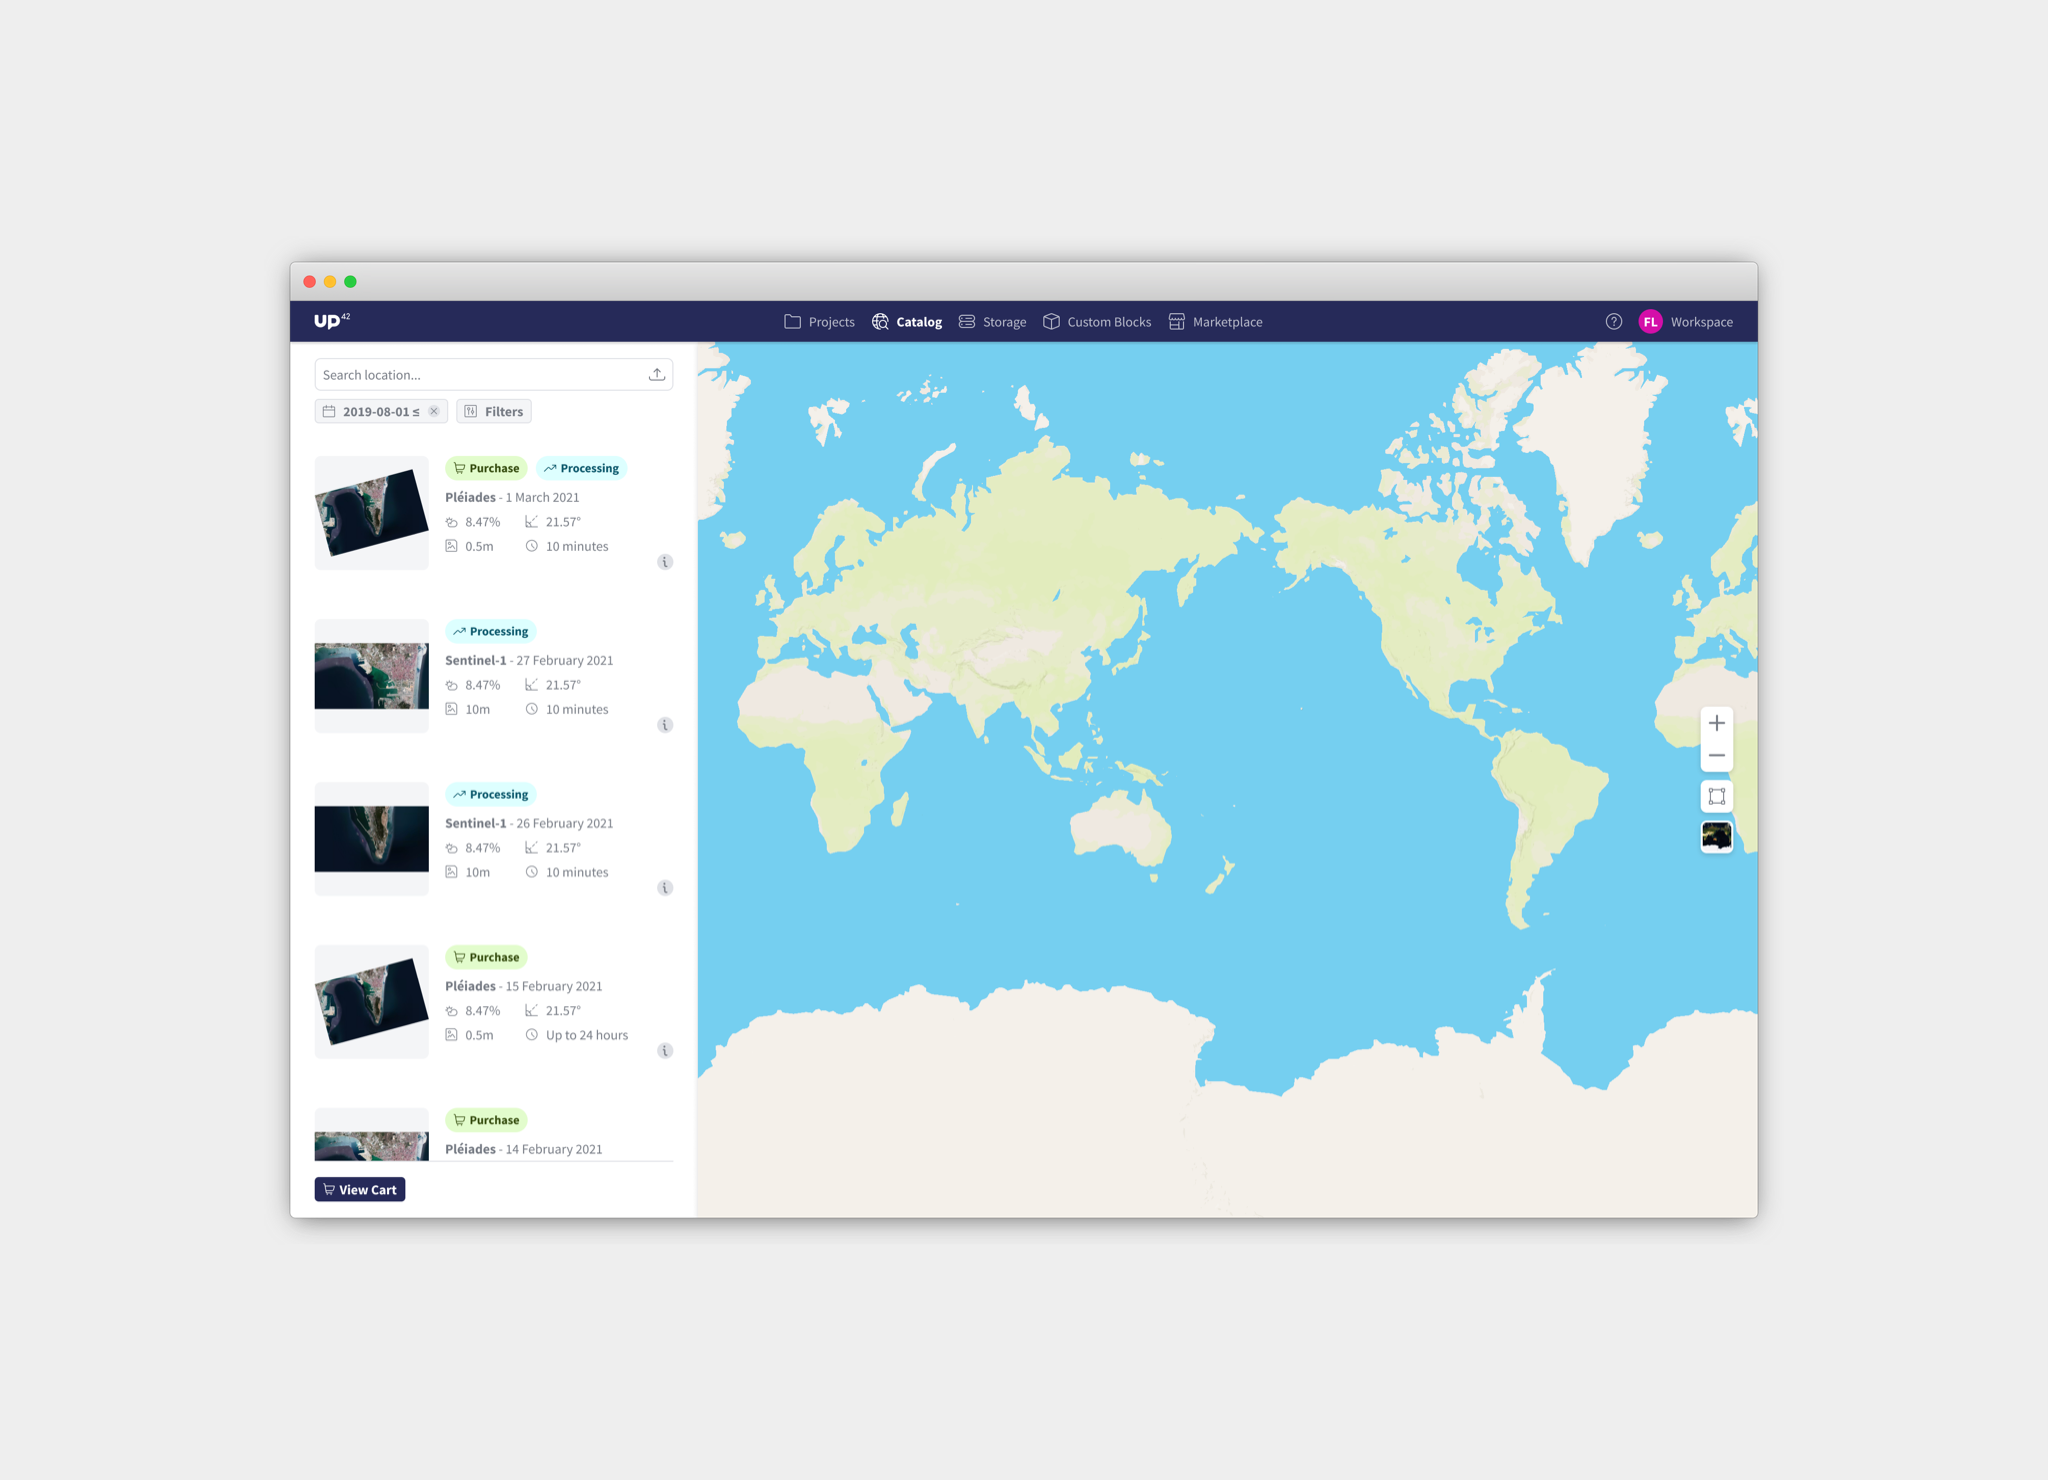 UP42
Projects
Catalog
Storage
Custom Blocks
Marketplace
?
FL
Workspace
Search location...
2019-08-01 ≤
Filters
Purchase
Processing
Pléiades - 1 March 2021
8.47%
21.57°
0.5m
10 minutes
i
Processing
Sentinel-1 - 27 February 2021
8.47%
21.57°
10m
10 minutes
i
Processing
Sentinel-1 - 26 February 2021
8.47%
21.57°
10m
10 minutes
i
Purchase
Pléiades - 15 February 2021
8.47%
21.57°
0.5m
Up to 24 hours
i
Purchase
Pléiades - 14 February 2021
View Cart